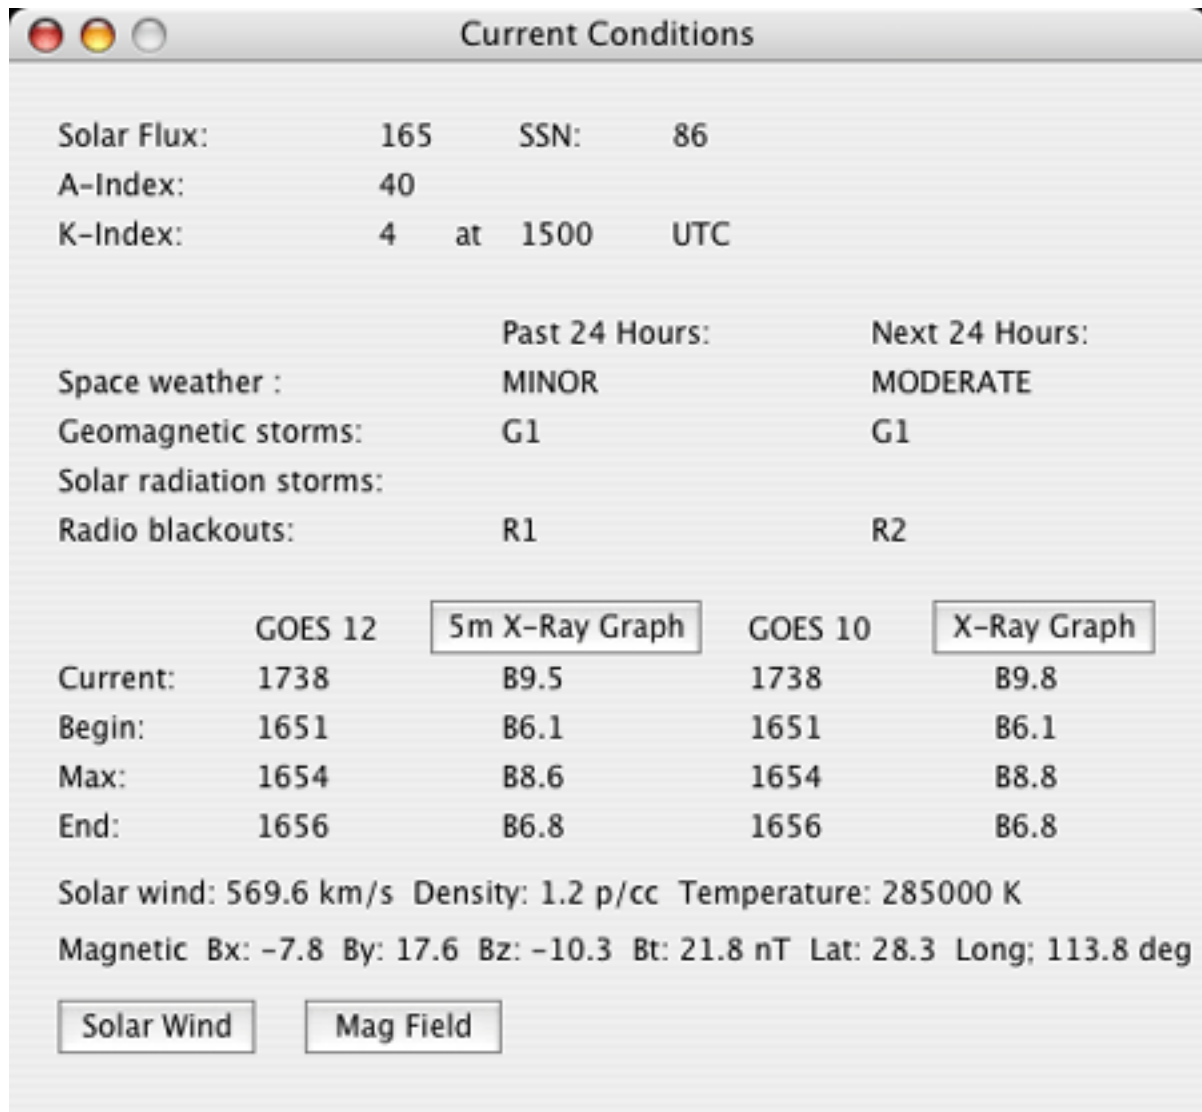 Current Conditions
Solar Flux: 165 SSN: 86
A-Index: 40
K-Index: 4 at 1500 UTC
Past 24 Hours: Next 24 Hours:
Space weather : MINOR MODERATE
Geomagnetic storms: G1 G1
Solar radiation storms:
Radio blackouts: R1 R2
GOES 12 5m X-Ray Graph GOES 10 X-Ray Graph
Current: 1738 B9.5 1738 B9.8
Begin: 1651 B6.1 1651 B6.1
Max: 1654 B8.6 1654 B8.8
End: 1656 B6.8 1656 B6.8
Solar wind: 569.6 km/s Density: 1.2 p/cc Temperature: 285000 K
Magnetic Bx: -7.8 By: 17.6 Bz: -10.3 Bt: 21.8 nT Lat: 28.3 Long; 113.8 deg
Solar Wind Mag Field